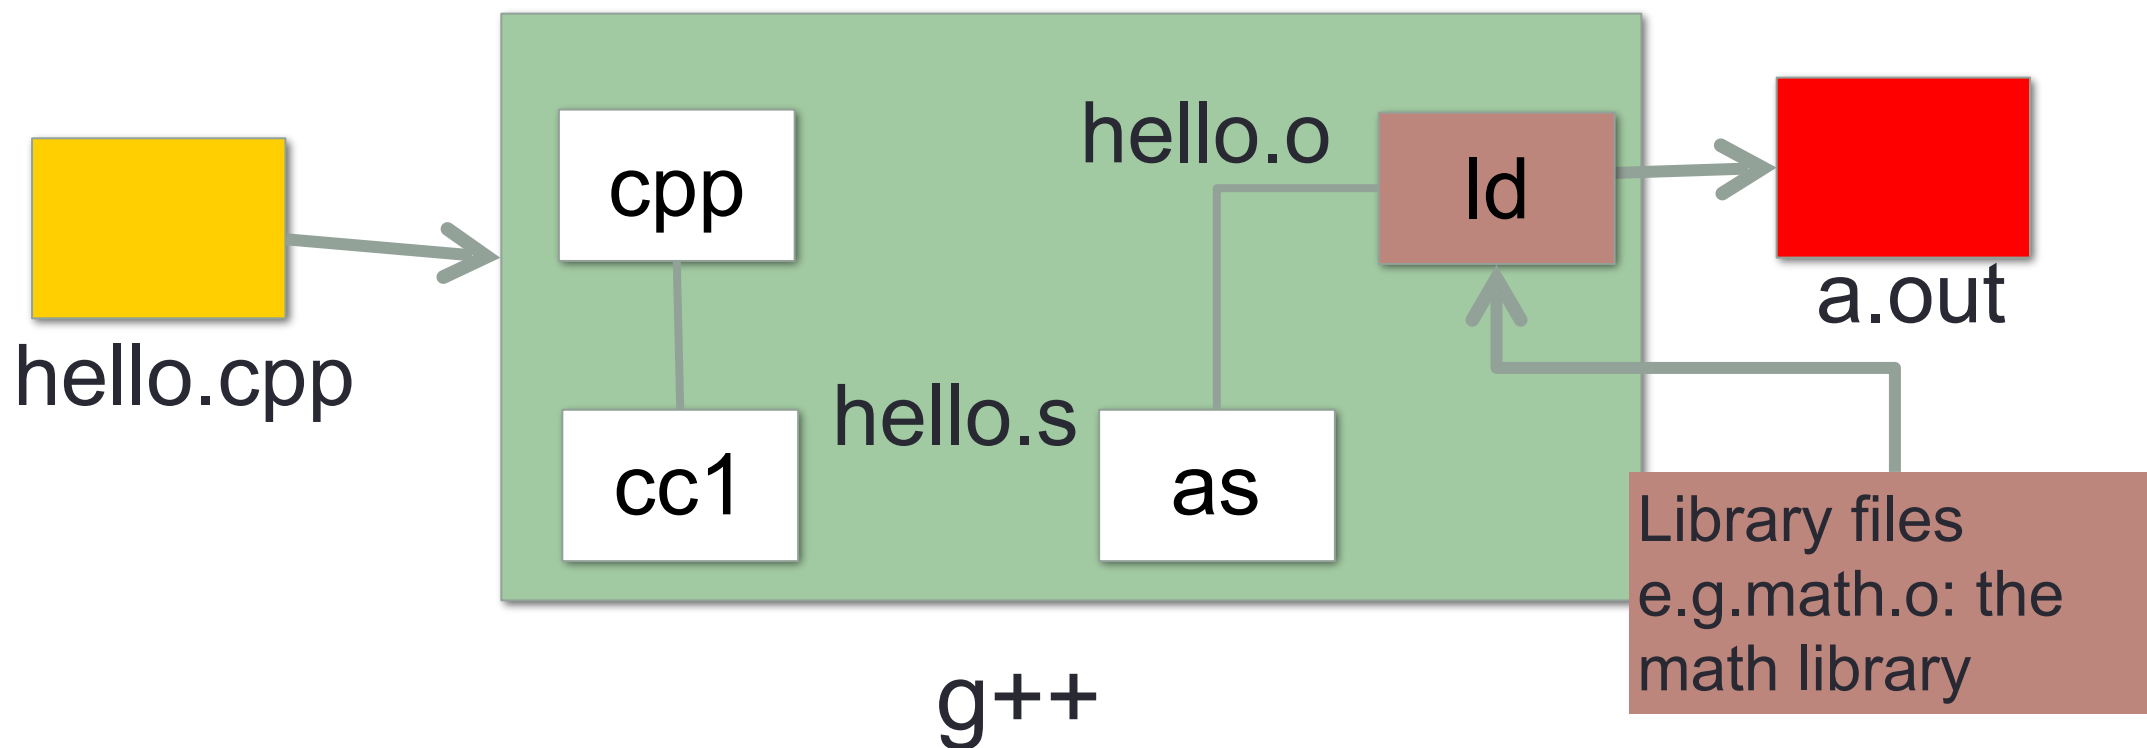 hello.cpp
cpp
cc1
hello.s
as
hello.o
ld
a.out
Library files
e.g.math.o: the
math library
g++